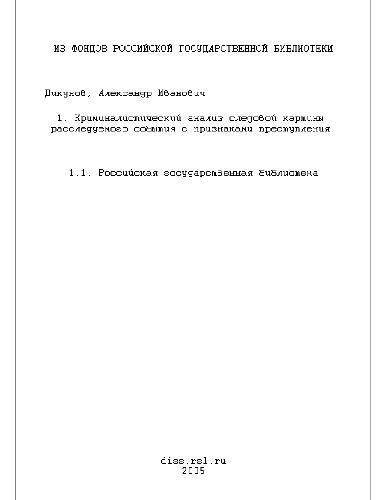 ИЗ ФОНДОВ РОССИЙСКОЙ ГОСУДАРСТВЕННОЙ БИБЛИОТЕКИ
Дикунов, Александр Иванович
1. Криминалистический анализ следовой картины
расследуемого события с признаками преступления
1.1. Российская государственная библиотека
diss.rsl.ru
2005